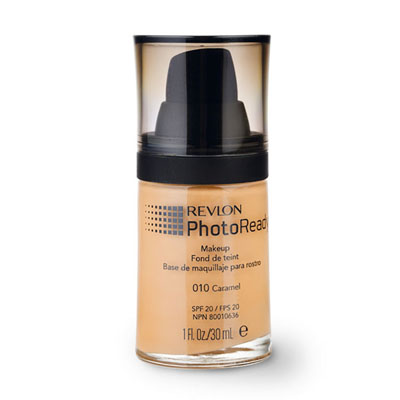 REVLON
PhotoReady
Makeup
Fond de teint
Base de maquillaje para rostro
010 Caramel
SPF 20 / FPS 20
NPN 80010636
1 Fl. Oz/30 mL e